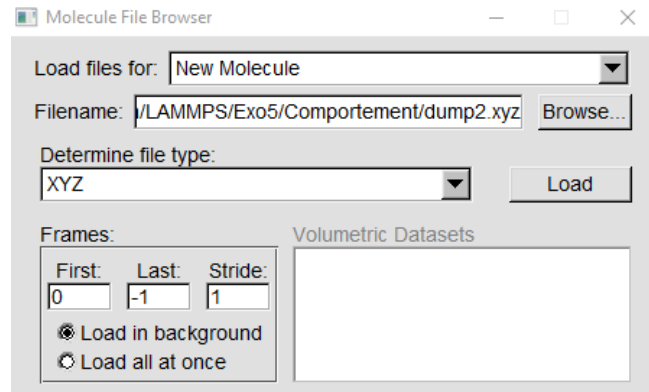 Molecule File Browser
Load files for: New Molecule
Filename: /LAMMPS/Exo5/Comportement/dump2.xyz Browse...
Determine file type:
XYZ Load
Frames: Volumetric Datasets
First: Last: Stride:
0 -1 1
Load in background
Load all at once